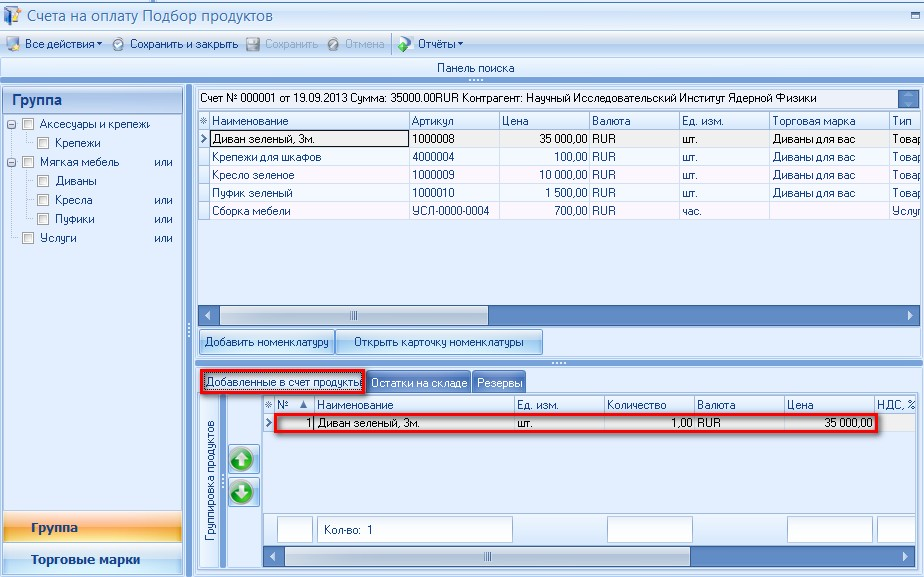 Счета на оплату Подбор продуктов
Все действия Сохранить и закрыть Сохранить Отмена Отчёты
Панель поиска
Группа
Аксесуары и крепежи
Крепежи
Мягкая мебель или
Диваны
Кресла или
Пуфики или
Услуги или
Группа
Торговые марки
Счет № 000001 от 19.09.2013 Сумма: 35000.00RUR Контрагент: Научный Исследовательский Институт Ядерной Физики
Наименование Артикул Цена Валюта Ед. изм. Торговая марка Тип
Диван зеленый, 3м. 1000008 35 000,00 RUR шт. Диваны для вас Товар
Крепежи для шкафов 4000004 100,00 RUR шт. Диваны для вас Товар
Кресло зеленое 1000009 10 000,00 RUR шт. Диваны для вас Товар
Пуфик зеленый 1000010 1 500,00 RUR шт. Диваны для вас Товар
Сборка мебели УСЛ-0000-0004 700,00 RUR час. Услу
Добавить номенклатуру Открыть карточку номенклатуры
Добавленные в счет продукты Остатки на складе Резервы
Группировка продуктов
№ Наименование Ед. изм. Количество Валюта Цена НДС, %
1 Диван зеленый, 3м. шт. 1,00 RUR 35 000,00
Кол-во: 1